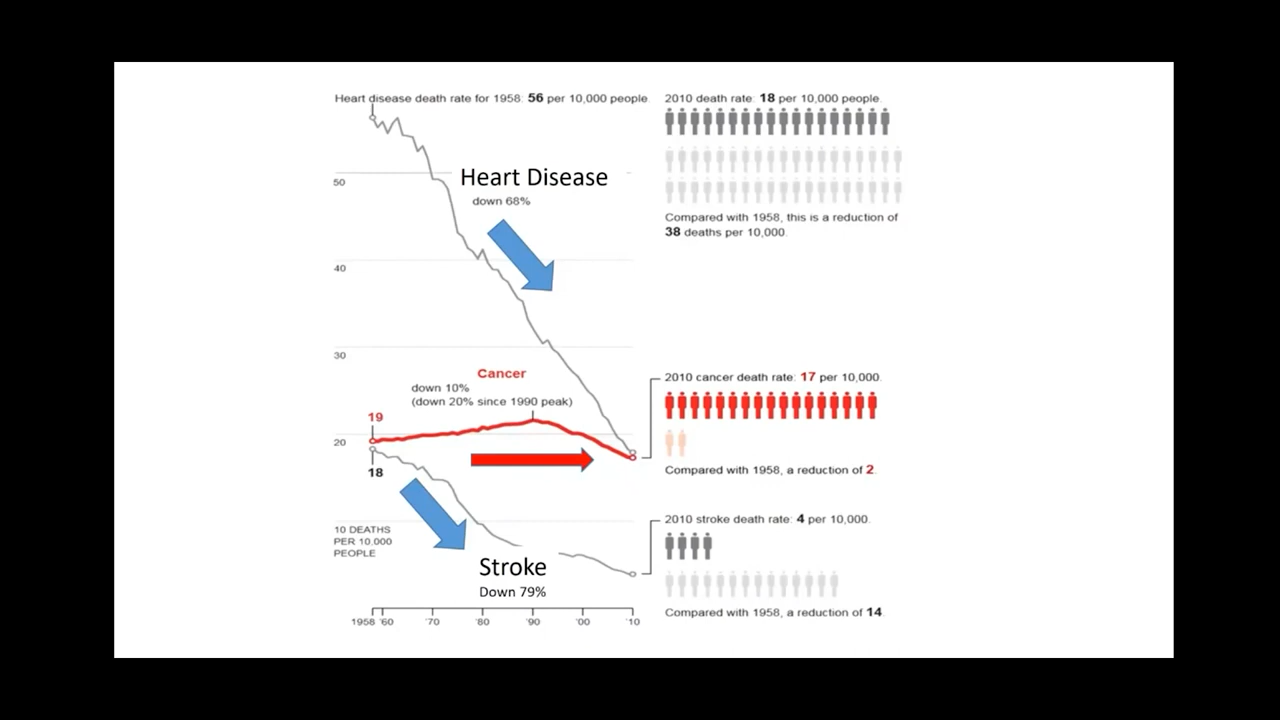 Heart disease death rate for 1958: 56 per 10,000 people.
50
Heart Disease
down 68%
40
30
Cancer
down 10%
(down 20% since 1990 peak)
19
20
18
10 DEATHS
PER 10,000
PEOPLE
Stroke
Down 79%
1958 '60 '70 '80 '90 '00 '10
2010 death rate: 18 per 10,000 people.
Compared with 1958, this is a reduction of
38 deaths per 10,000.
2010 cancer death rate: 17 per 10,000.
Compared with 1958, a reduction of 2.
2010 stroke death rate: 4 per 10,000.
Compared with 1958, a reduction of 14.